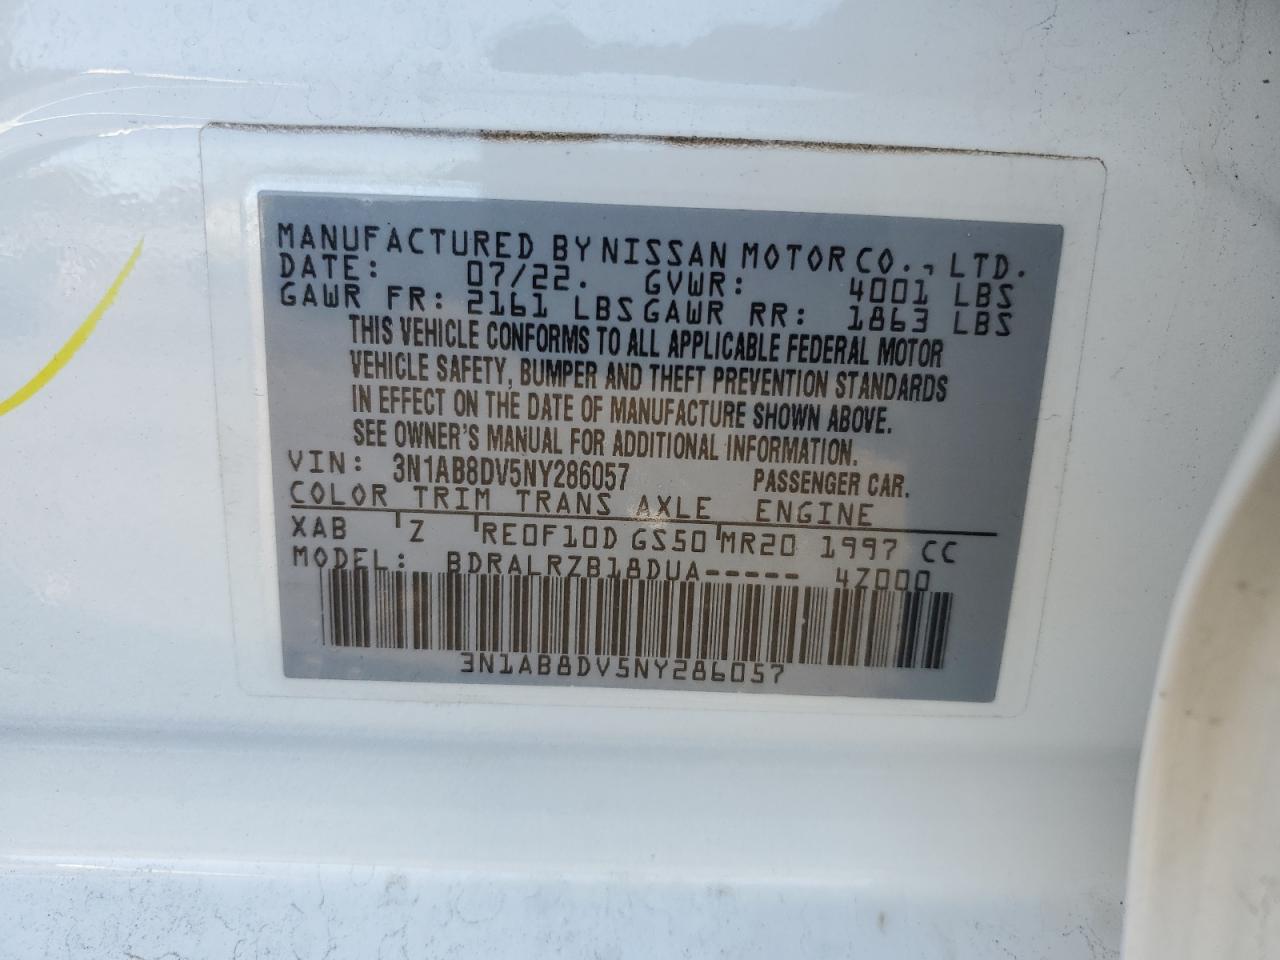 MANUFACTURED BY NISSAN MOTOR CO., LTD.
DATE: 07/22. GVWR: 4001 LBS
GAWR FR: 2161 LBS GAWR RR: 1863 LBS
THIS VEHICLE CONFORMS TO ALL APPLICABLE FEDERAL MOTOR
VEHICLE SAFETY, BUMPER AND THEFT PREVENTION STANDARDS
IN EFFECT ON THE DATE OF MANUFACTURE SHOWN ABOVE.
SEE OWNER'S MANUAL FOR ADDITIONAL INFORMATION.
VIN: 3N1AB8DV5NY286057 PASSENGER CAR.
COLOR TRIM TRANS AXLE ENGINE
XAB Z RE0F10D GS50 MR20 1997 CC
MODEL: BDRALRZB18DUA----- 4Z000
3N1AB8DV5NY286057